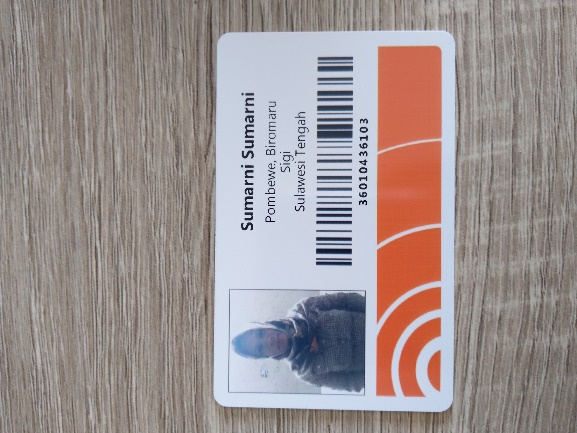 Sumarni Sumarni
Pombewe, Biromaru
Sigi
Sulawesi Tengah
36010436103